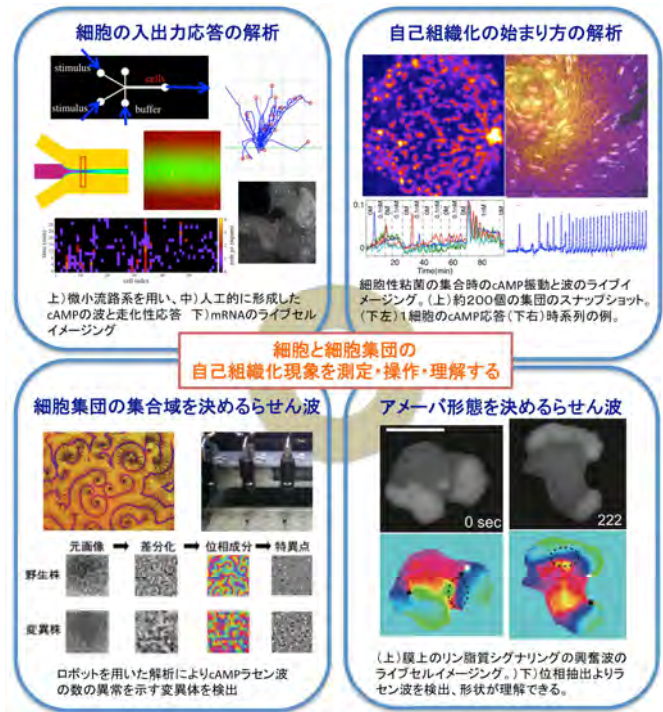 細胞の入出力応答の解析
stimulus
cells
stimulus
buffer
cell index
上)微小流路系を用い、中)人工的に形成した
cAMPの波と走化性応答 下)mRNAのライブセル
イメージング
自己組織化の始まり方の解析
0.1
0
20
40
60
80
Time(min)
細胞性粘菌の集合時のcAMP振動と波のライブイ
メージング。(上)約200個の集団のスナップショット。
(下左)1細胞のcAMP応答(下右)時系列の例。
細胞と細胞集団の
自己組織化現象を測定・操作・理解する
細胞集団の集合域を決めるらせん波
元画像 ➡ 差分化 ➡ 位相成分 ➡ 特異点
野生株
変異株
ロボットを用いた解析によりcAMPラセン波
の数の異常を示す変異体を検出
アメーバ形態を決めるらせん波
0 sec
222
(上)膜上のリン脂質シグナリングの興奮波の
ライブセルイメージング。)下)位相抽出よりラ
セン波を検出、形状が理解できる。